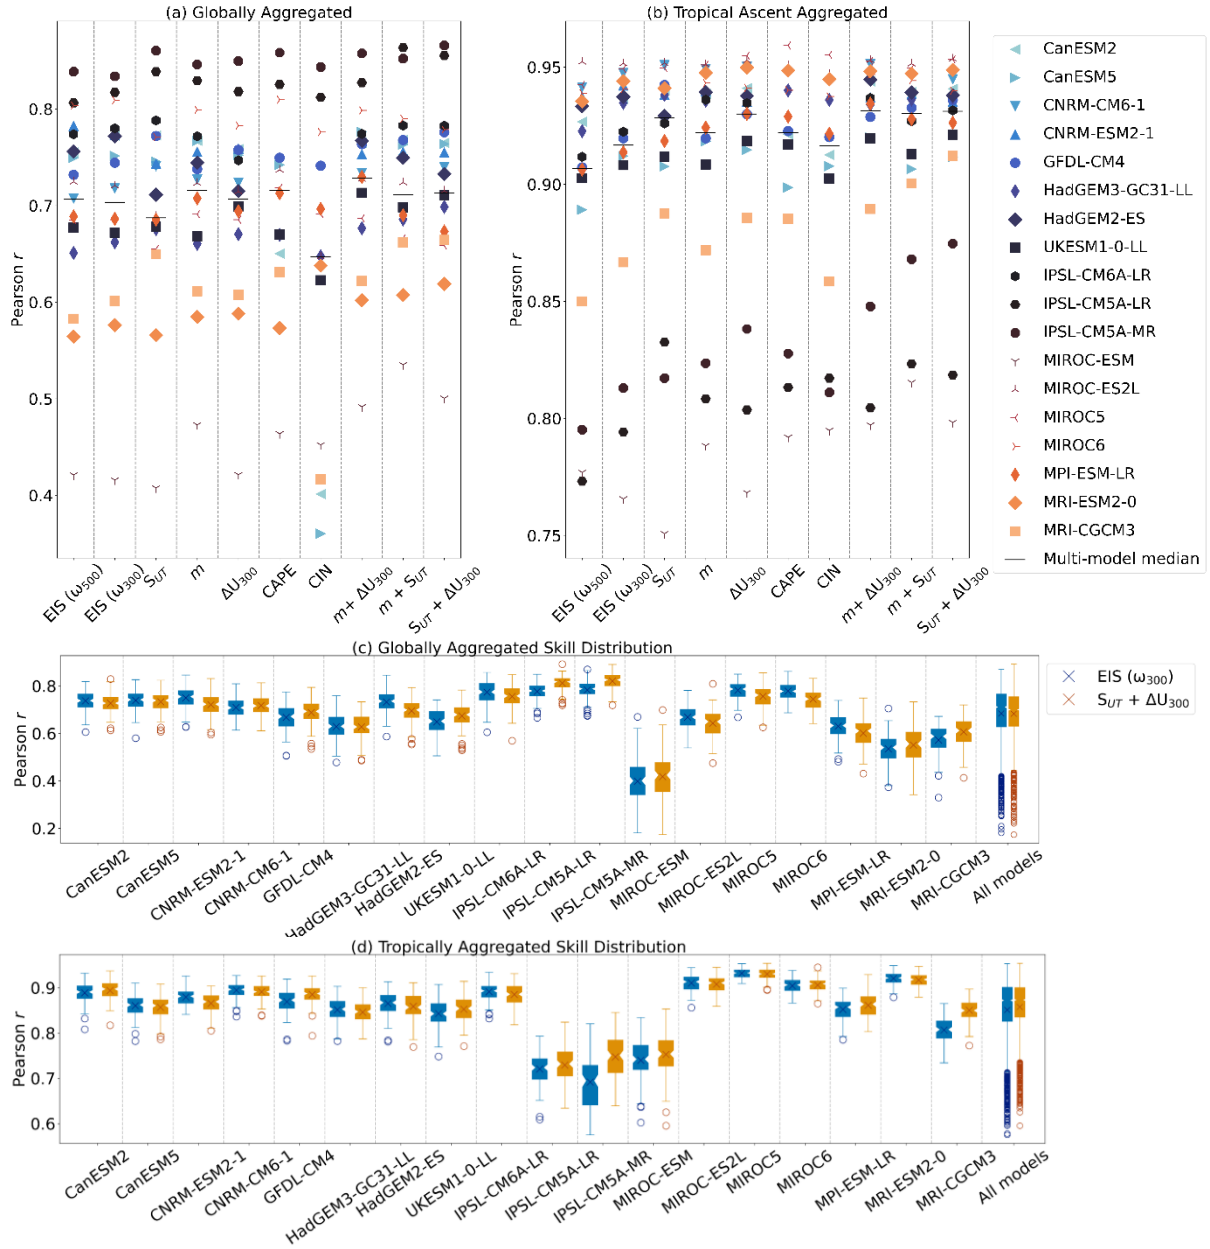 (a) Globally Aggregated
(b) Tropical Ascent Aggregated
Pearson r
0.8
0.7
0.6
0.5
0.4
EIS (ω500)
EIS (ω300)
SUT
m
ΔU300
CAPE
CIN
m+ ΔU300
m + SUT
SUT + ΔU300
Pearson r
0.95
0.90
0.85
0.80
0.75
EIS (ω500)
EIS (ω300)
SUT
m
ΔU300
CAPE
CIN
m+ ΔU300
m + SUT
SUT + ΔU300
CanESM2
CanESM5
CNRM-CM6-1
CNRM-ESM2-1
GFDL-CM4
HadGEM3-GC31-LL
HadGEM2-ES
UKESM1-0-LL
IPSL-CM6A-LR
IPSL-CM5A-LR
IPSL-CM5A-MR
MIROC-ESM
MIROC-ES2L
MIROC5
MIROC6
MPI-ESM-LR
MRI-ESM2-0
MRI-CGCM3
Multi-model median
(c) Globally Aggregated Skill Distribution
Pearson r
0.8
0.6
0.4
0.2
CanESM2
CanESM5
CNRM-ESM2-1
CNRM-CM6-1
GFDL-CM4
HadGEM3-GC31-LL
HadGEM2-ES
UKESM1-0-LL
IPSL-CM6A-LR
IPSL-CM5A-LR
IPSL-CM5A-MR
MIROC-ESM
MIROC-ES2L
MIROC5
MIROC6
MPI-ESM-LR
MRI-ESM2-0
MRI-CGCM3
All models
EIS (ω300)
SUT + ΔU300
(d) Tropically Aggregated Skill Distribution
Pearson r
0.9
0.8
0.7
0.6
CanESM2
CanESM5
CNRM-ESM2-1
CNRM-CM6-1
GFDL-CM4
HadGEM3-GC31-LL
HadGEM2-ES
UKESM1-0-LL
IPSL-CM6A-LR
IPSL-CM5A-LR
IPSL-CM5A-MR
MIROC-ESM
MIROC-ES2L
MIROC5
MIROC6
MPI-ESM-LR
MRI-ESM2-0
MRI-CGCM3
All models